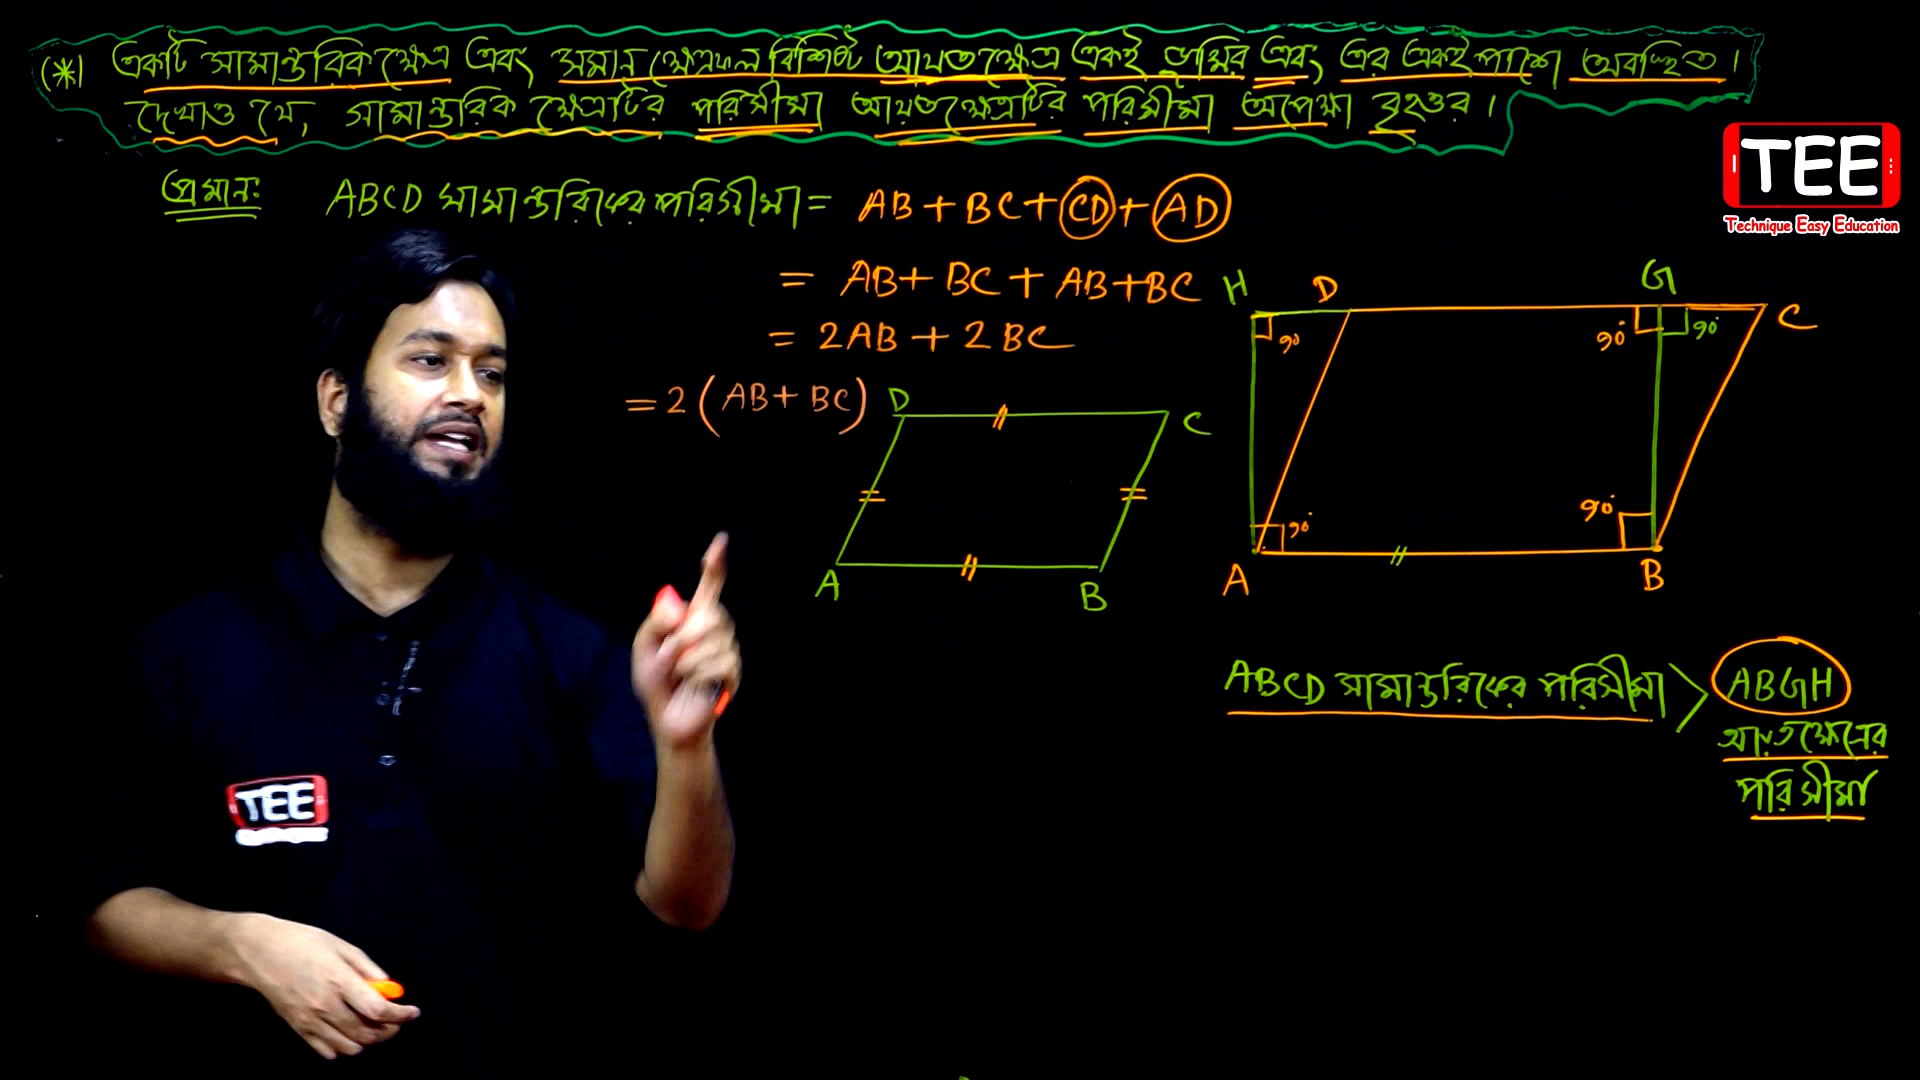 (*) একটি সামান্তরিক ক্ষেত্র এবং সমান ক্ষেত্রফল বিশিষ্ট আয়তক্ষেত্র একই ভূমির এবং এর একই পাশে অবস্থিত।
দেখাও যে, সামান্তরিক ক্ষেত্রটির পরিসীমা আয়তক্ষেত্রটির পরিসীমা অপেক্ষা বৃহত্তর।
TEE
Technique Easy Education
প্রমান: ABCD সামান্তরিকের পরিসীমা = AB + BC + CD + AD
= AB + BC + AB + BC
= 2AB + 2BC
= 2(AB + BC)
D
C
A
B
H D G C
90° 90° 90°
90° 90°
A B
ABCD সামান্তরিকের পরিসীমা > ABGH
আয়তক্ষেত্রের
পরিসীমা
TEE